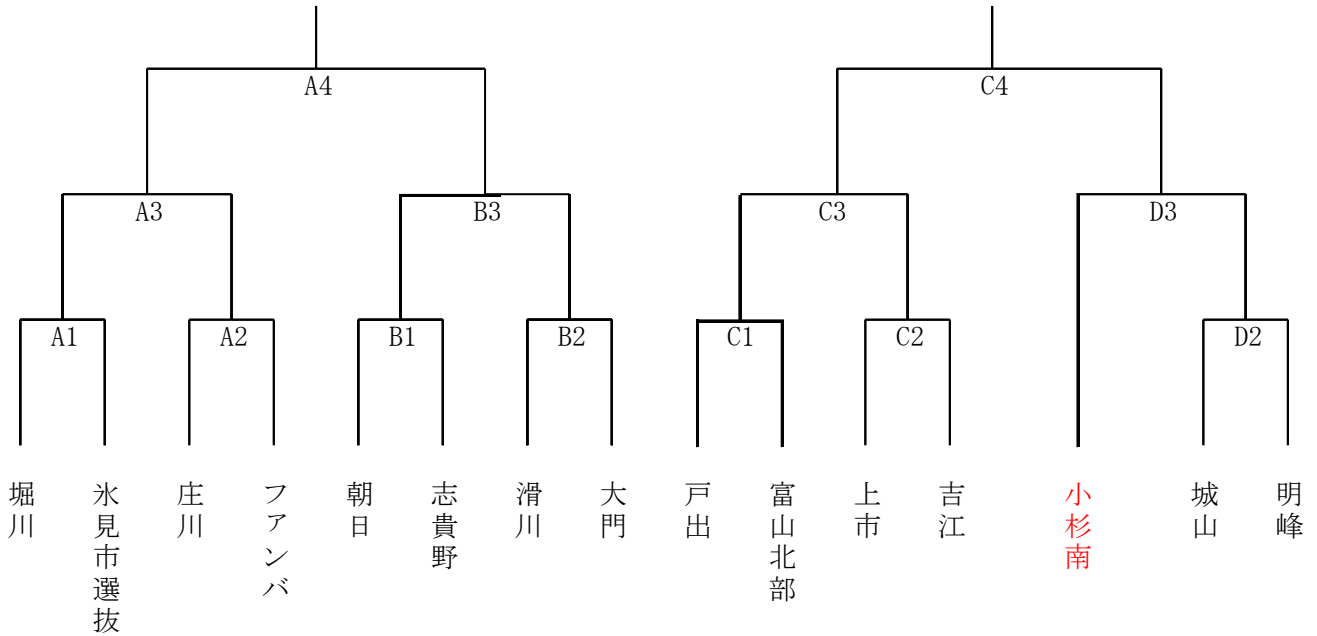 A4
C4
A3
B3
C3
D3
A1
A2
B1
B2
C1
C2
D2
堀川
氷見市選抜
庄川
ファンバ
朝日
志貴野
滑川
大門
戸出
富山北部
上市
吉江
小杉南
城山
明峰